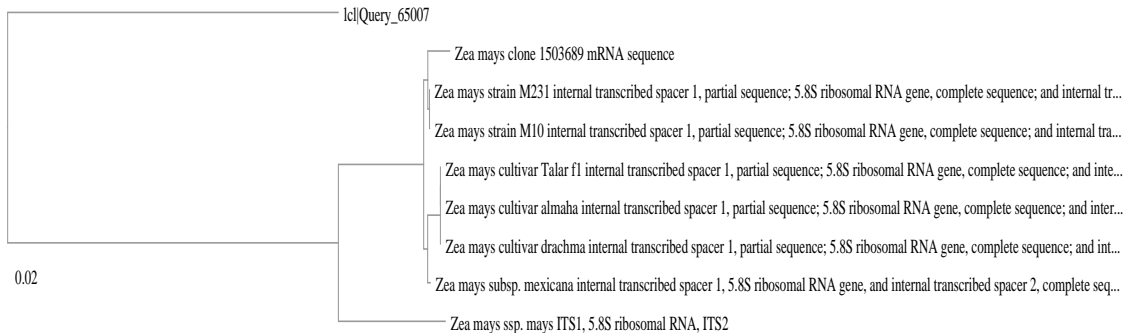 lcl|Query_65007
Zea mays clone 1503689 mRNA sequence
Zea mays strain M231 internal transcribed spacer 1, partial sequence; 5.8S ribosomal RNA gene, complete sequence; and internal tr...
Zea mays strain M10 internal transcribed spacer 1, partial sequence; 5.8S ribosomal RNA gene, complete sequence; and internal tra...
Zea mays cultivar Talar f1 internal transcribed spacer 1, partial sequence; 5.8S ribosomal RNA gene, complete sequence; and inte...
Zea mays cultivar almaha internal transcribed spacer 1, partial sequence; 5.8S ribosomal RNA gene, complete sequence; and inter...
Zea mays cultivar drachma internal transcribed spacer 1, partial sequence; 5.8S ribosomal RNA gene, complete sequence; and int...
0.02
Zea mays subsp. mexicana internal transcribed spacer 1, 5.8S ribosomal RNA gene, and internal transcribed spacer 2, complete seq...
Zea mays ssp. mays ITS1, 5.8S ribosomal RNA, ITS2